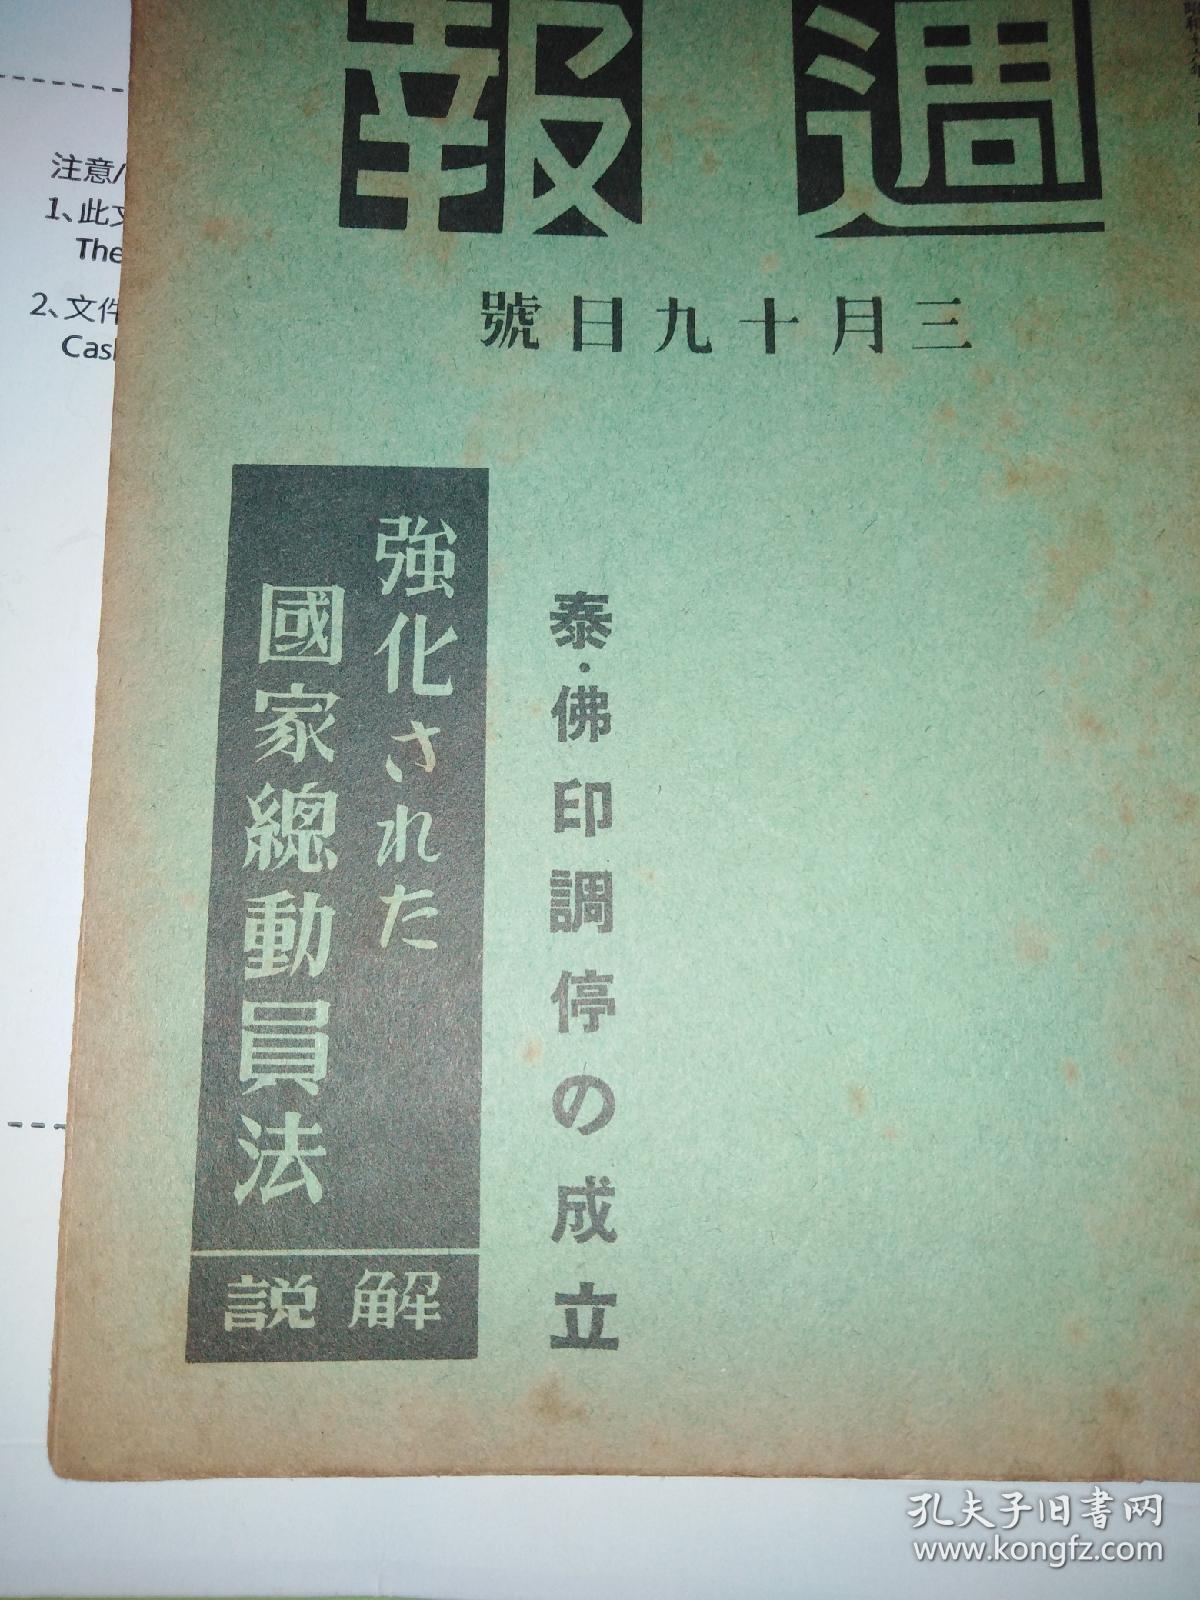 週報
三月十九日號
泰・佛印調停の成立
強化された
國家總動員法
解說
注意/
1、此文
The
2、文件
Cas
孔夫子旧书网
www.kongfz.com